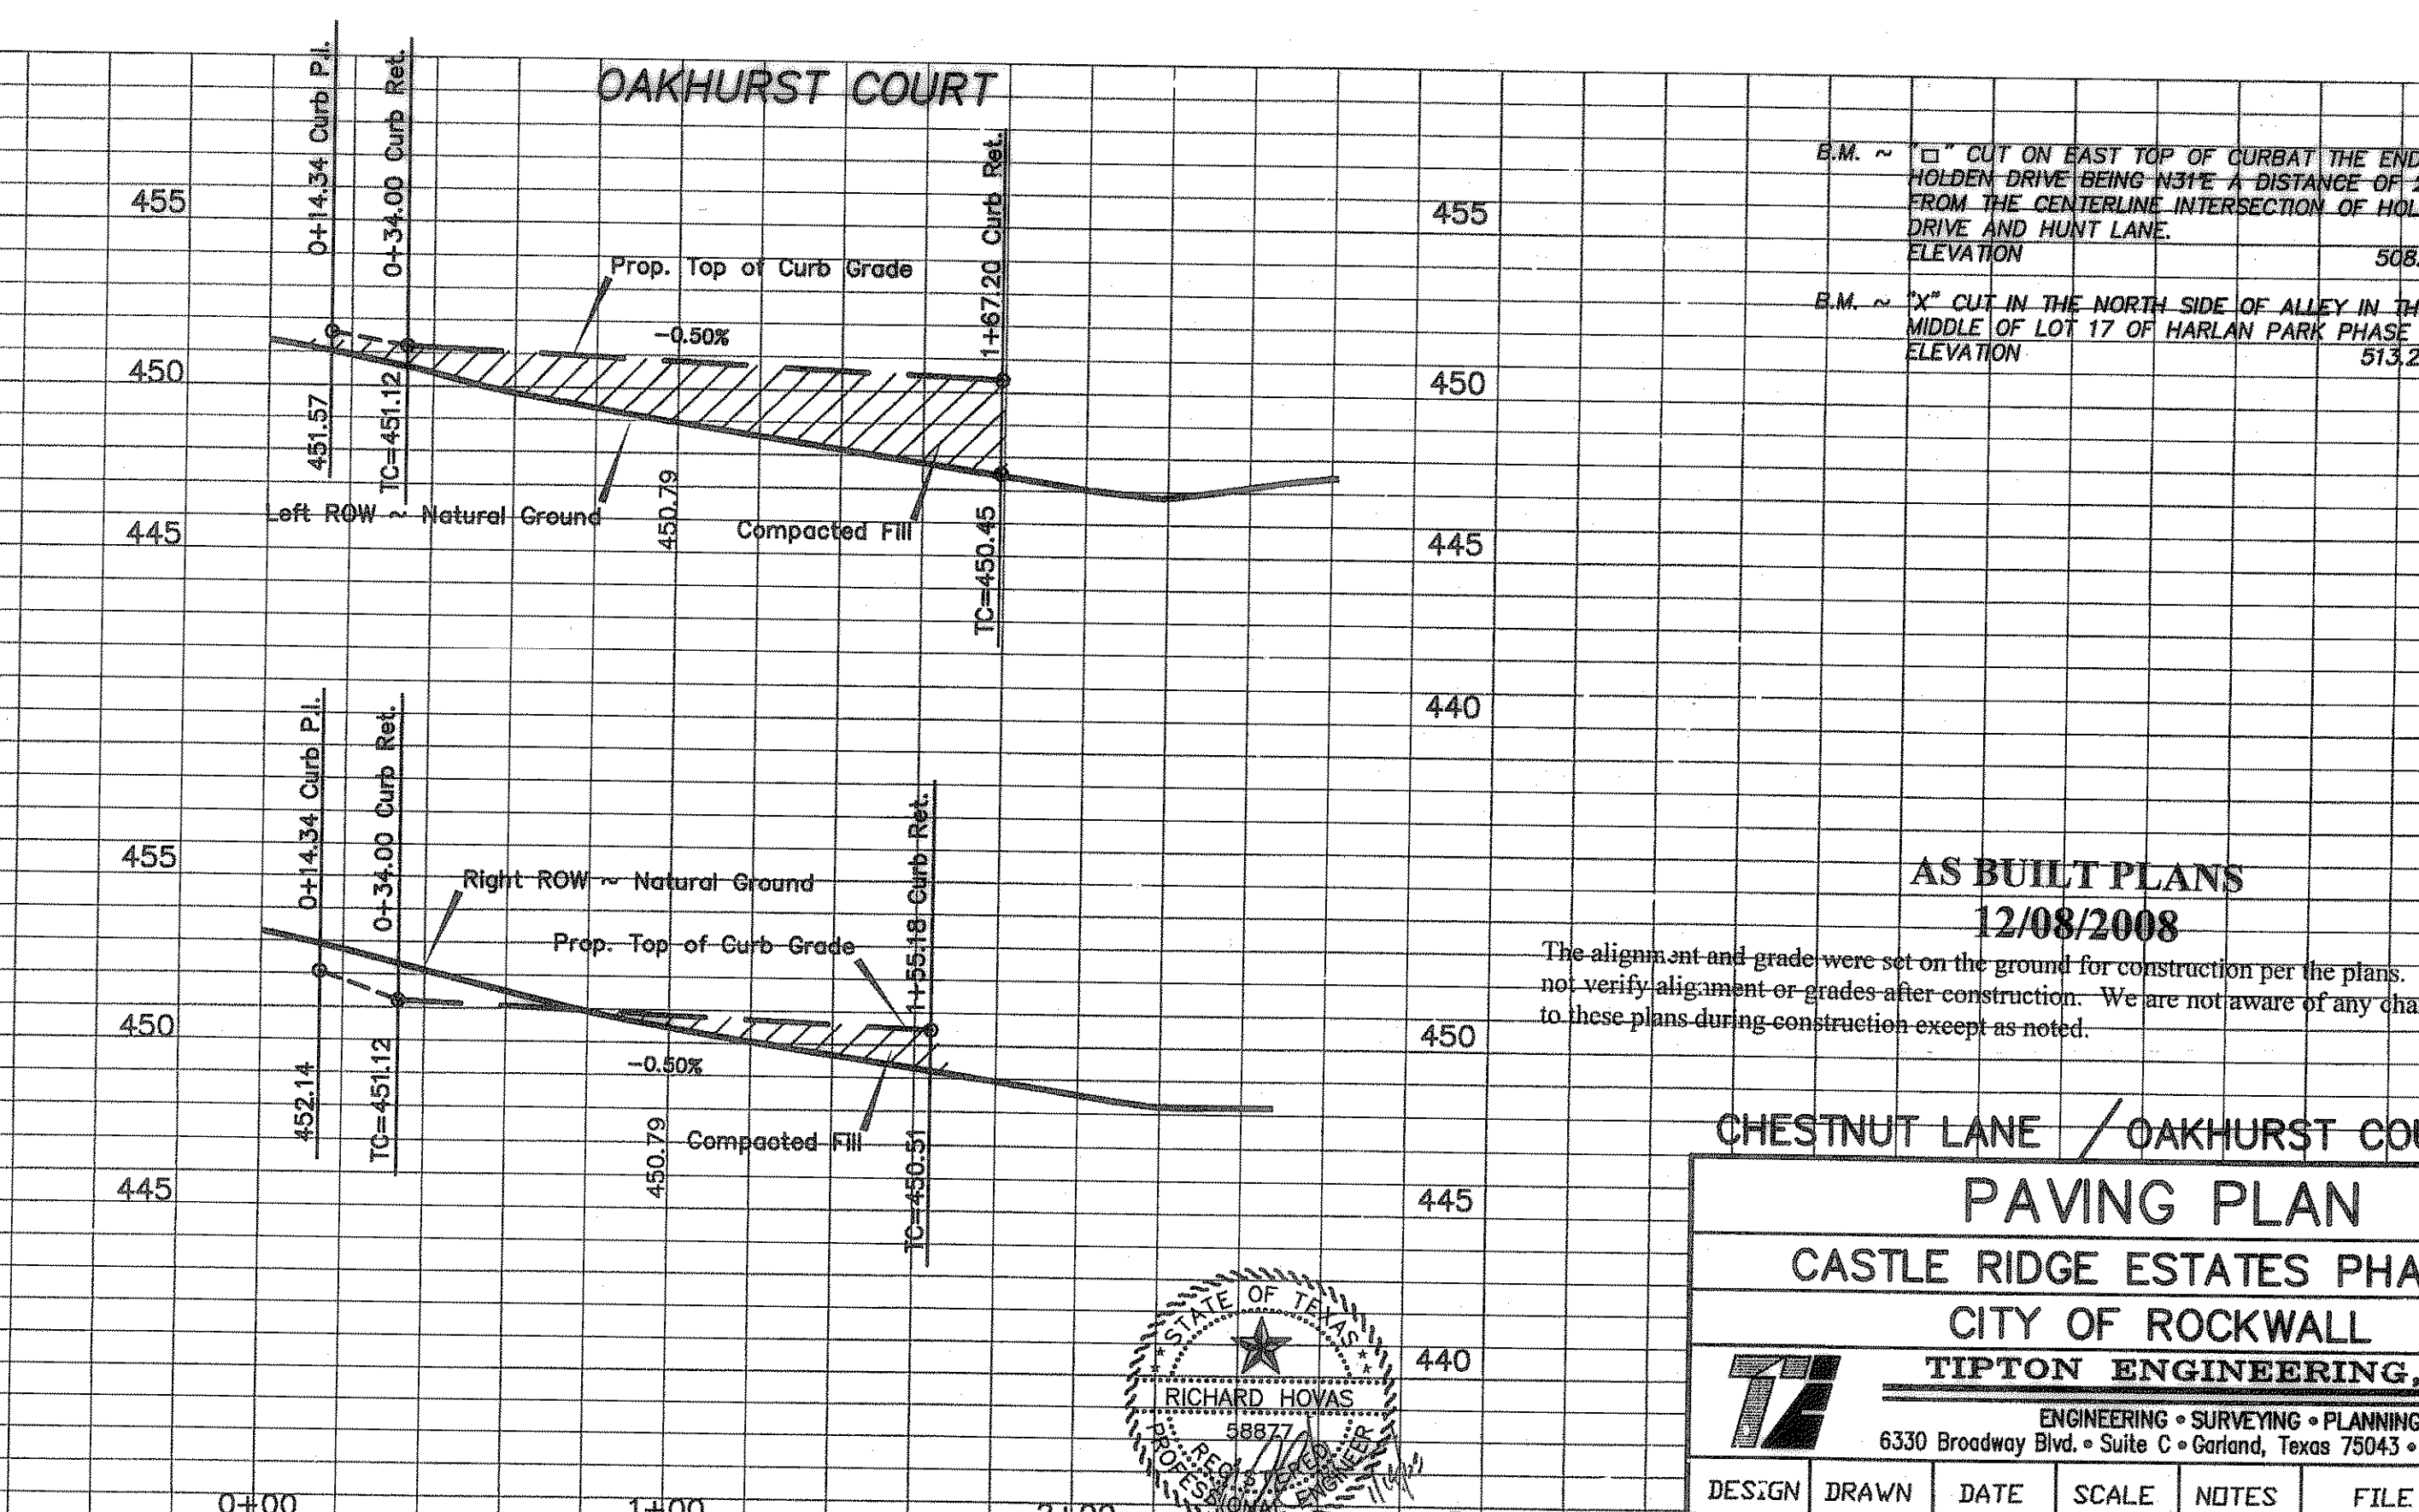 OAKHURST COURT
0+14.34 Curb P.I.
0+34.00 Curb Ret.
1+67.20 Curb Ret.
455
455
Prop. Top of Curb Grade
-0.50%
450
450
451.57
TC=451.12
Left ROW ~ Natural Ground
450.79
Compacted Fill
TC=450.45
445
445
440
B.M. ~ "□" CUT ON EAST TOP OF CURBAT THE END
HOLDEN DRIVE BEING N31°E A DISTANCE OF 2
FROM THE CENTERLINE INTERSECTION OF HOL
DRIVE AND HUNT LANE.
ELEVATION 508.
B.M. ~ "X" CUT IN THE NORTH SIDE OF ALLEY IN TH
MIDDLE OF LOT 17 OF HARLAN PARK PHASE
ELEVATION 513.2
0+14.34 Curb P.I.
0+34.00 Curb Ret.
1+55.18 Curb Ret.
455
Right ROW ~ Natural Ground
Prop. Top of Curb Grade
450
450
-0.50%
452.14
TC=451.12
450.79
Compacted Fill
TC=450.51
445
445
440
AS BUILT PLANS
12/08/2008
The alignment and grade were set on the ground for construction per the plans.
not verify alignment or grades after construction. We are not aware of any cha
to these plans during construction except as noted.
CHESTNUT LANE / OAKHURST COU
PAVING PLAN
CASTLE RIDGE ESTATES PHA
CITY OF ROCKWALL
TIPTON ENGINEERING,
ENGINEERING • SURVEYING • PLANNING
6330 Broadway Blvd. • Suite C • Garland, Texas 75043 •
DESIGN DRAWN DATE SCALE NOTES FILE
STATE OF TEXAS
RICHARD HOVAS
58877
REGISTERED
PROFESSIONAL ENGINEER
0+00
1+00
2+00